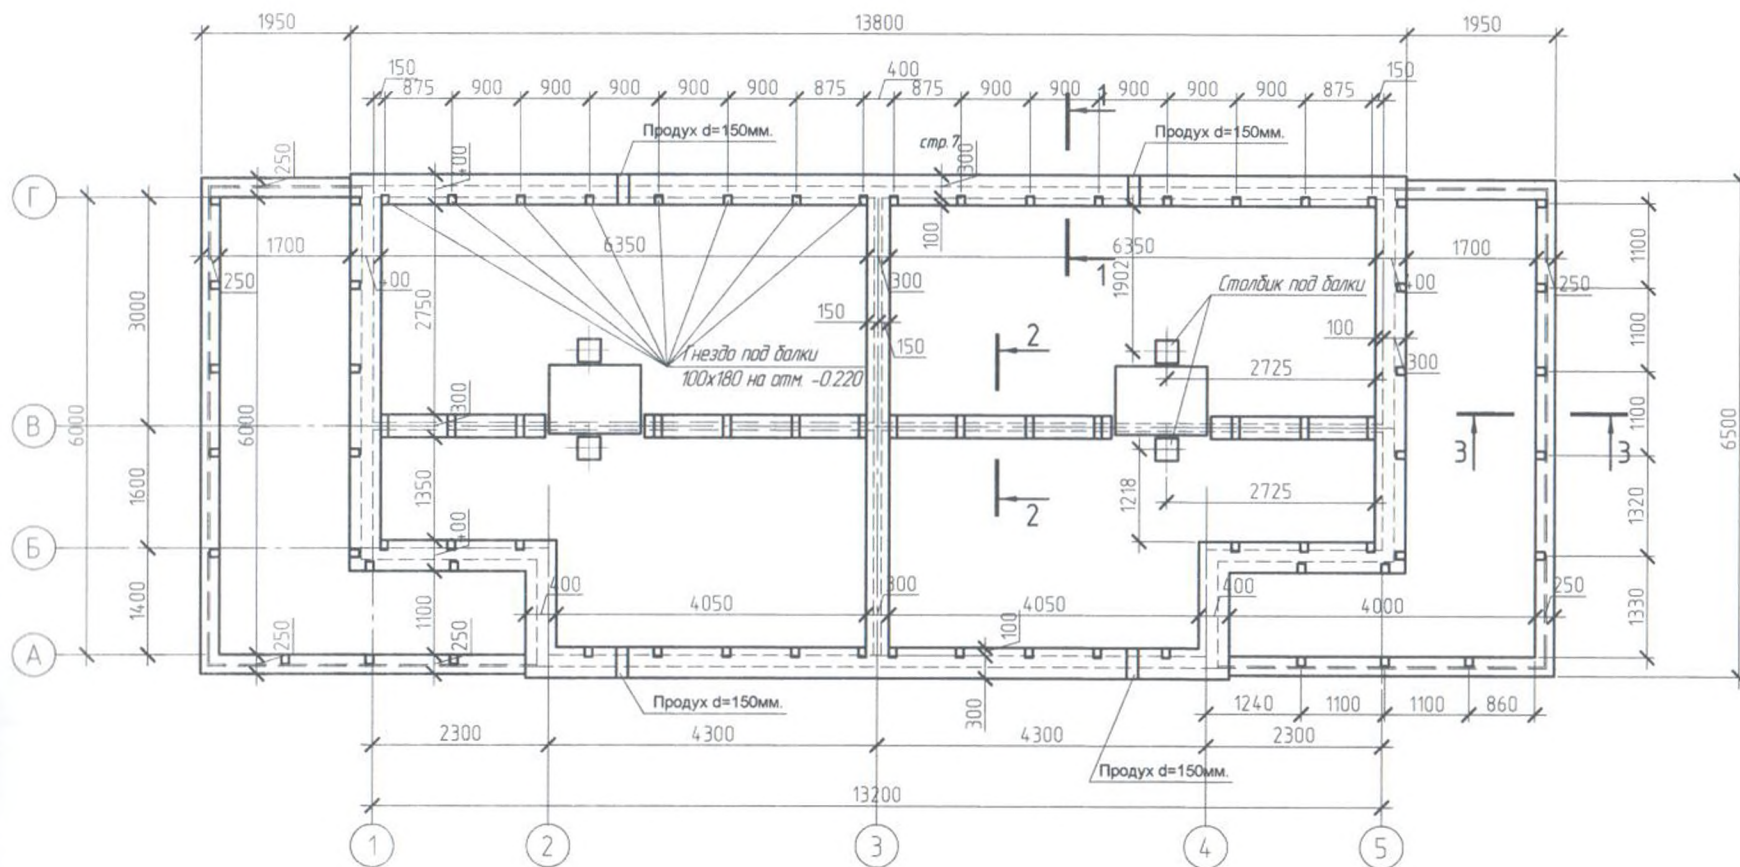 1950 13800 1950
150 400 150
875 900 900 900 900 900 875 875 900 900 900 900 900 875
1
Продух d=150мм. Продух d=150мм.
стр.7
250 400 300
Г
1700 6350 100 6350 1700
1
250 400 300 1902 400 250
Столбик под балки
3000 2750 1100
150 150 100 300
2
Гнездо под балки
100х180 на отм. -0.220
2725
1100
300
В
6000 6000 1100 6500
3 3
1600 1350 1218 2725 1320
2
400
Б
400 300 400
4050 4050 4000 250
1400 1100 1330
250 250 100
А
Продух d=150мм.
300
1240 1100 1100 860
2300 4300 4300 2300
Продух d=150мм.
13200
1 2 3 4 5